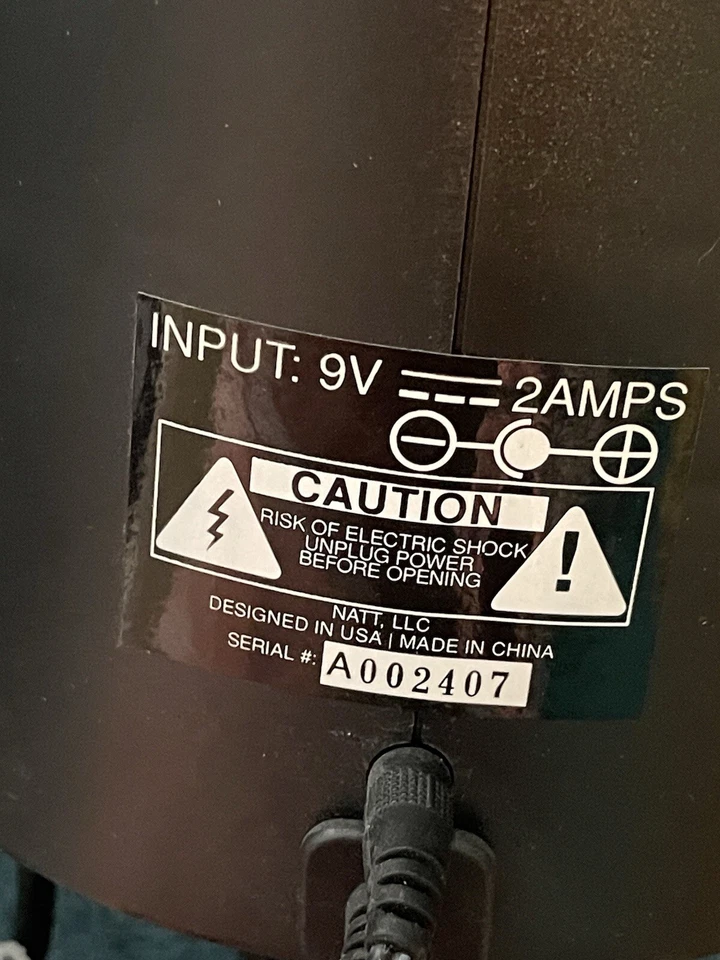 INPUT: 9V ⎓ 2AMPS
CAUTION
RISK OF ELECTRIC SHOCK
UNPLUG POWER
BEFORE OPENING
NATT, LLC
DESIGNED IN USA | MADE IN CHINA
SERIAL #: A002407